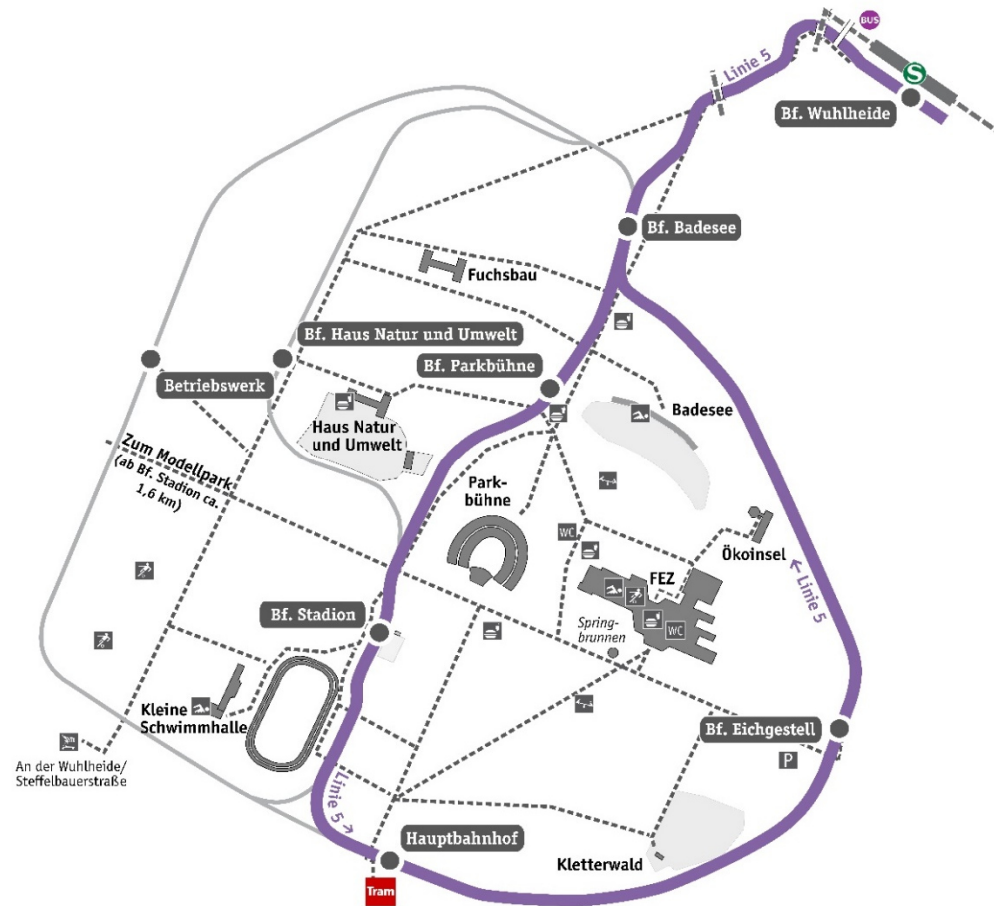 BUS
Linie 5
S
Bf. Wuhlheide
Bf. Badesee
Fuchsbau
Bf. Haus Natur und Umwelt
Bf. Parkbühne
Betriebswerk
Badesee
Haus Natur
und Umwelt
Zum Modellpark
(ab Bf. Stadion ca.
1,6 km)
Park-
bühne
WC
Ökoinsel
FEZ
← Linie 5
Bf. Stadion
Spring-
brunnen
WC
Kleine
Schwimmhalle
Bf. Eichgestell
P
An der Wuhlheide/
Steffelbauerstraße
Linie 5 →
Hauptbahnhof
Kletterwald
Tram